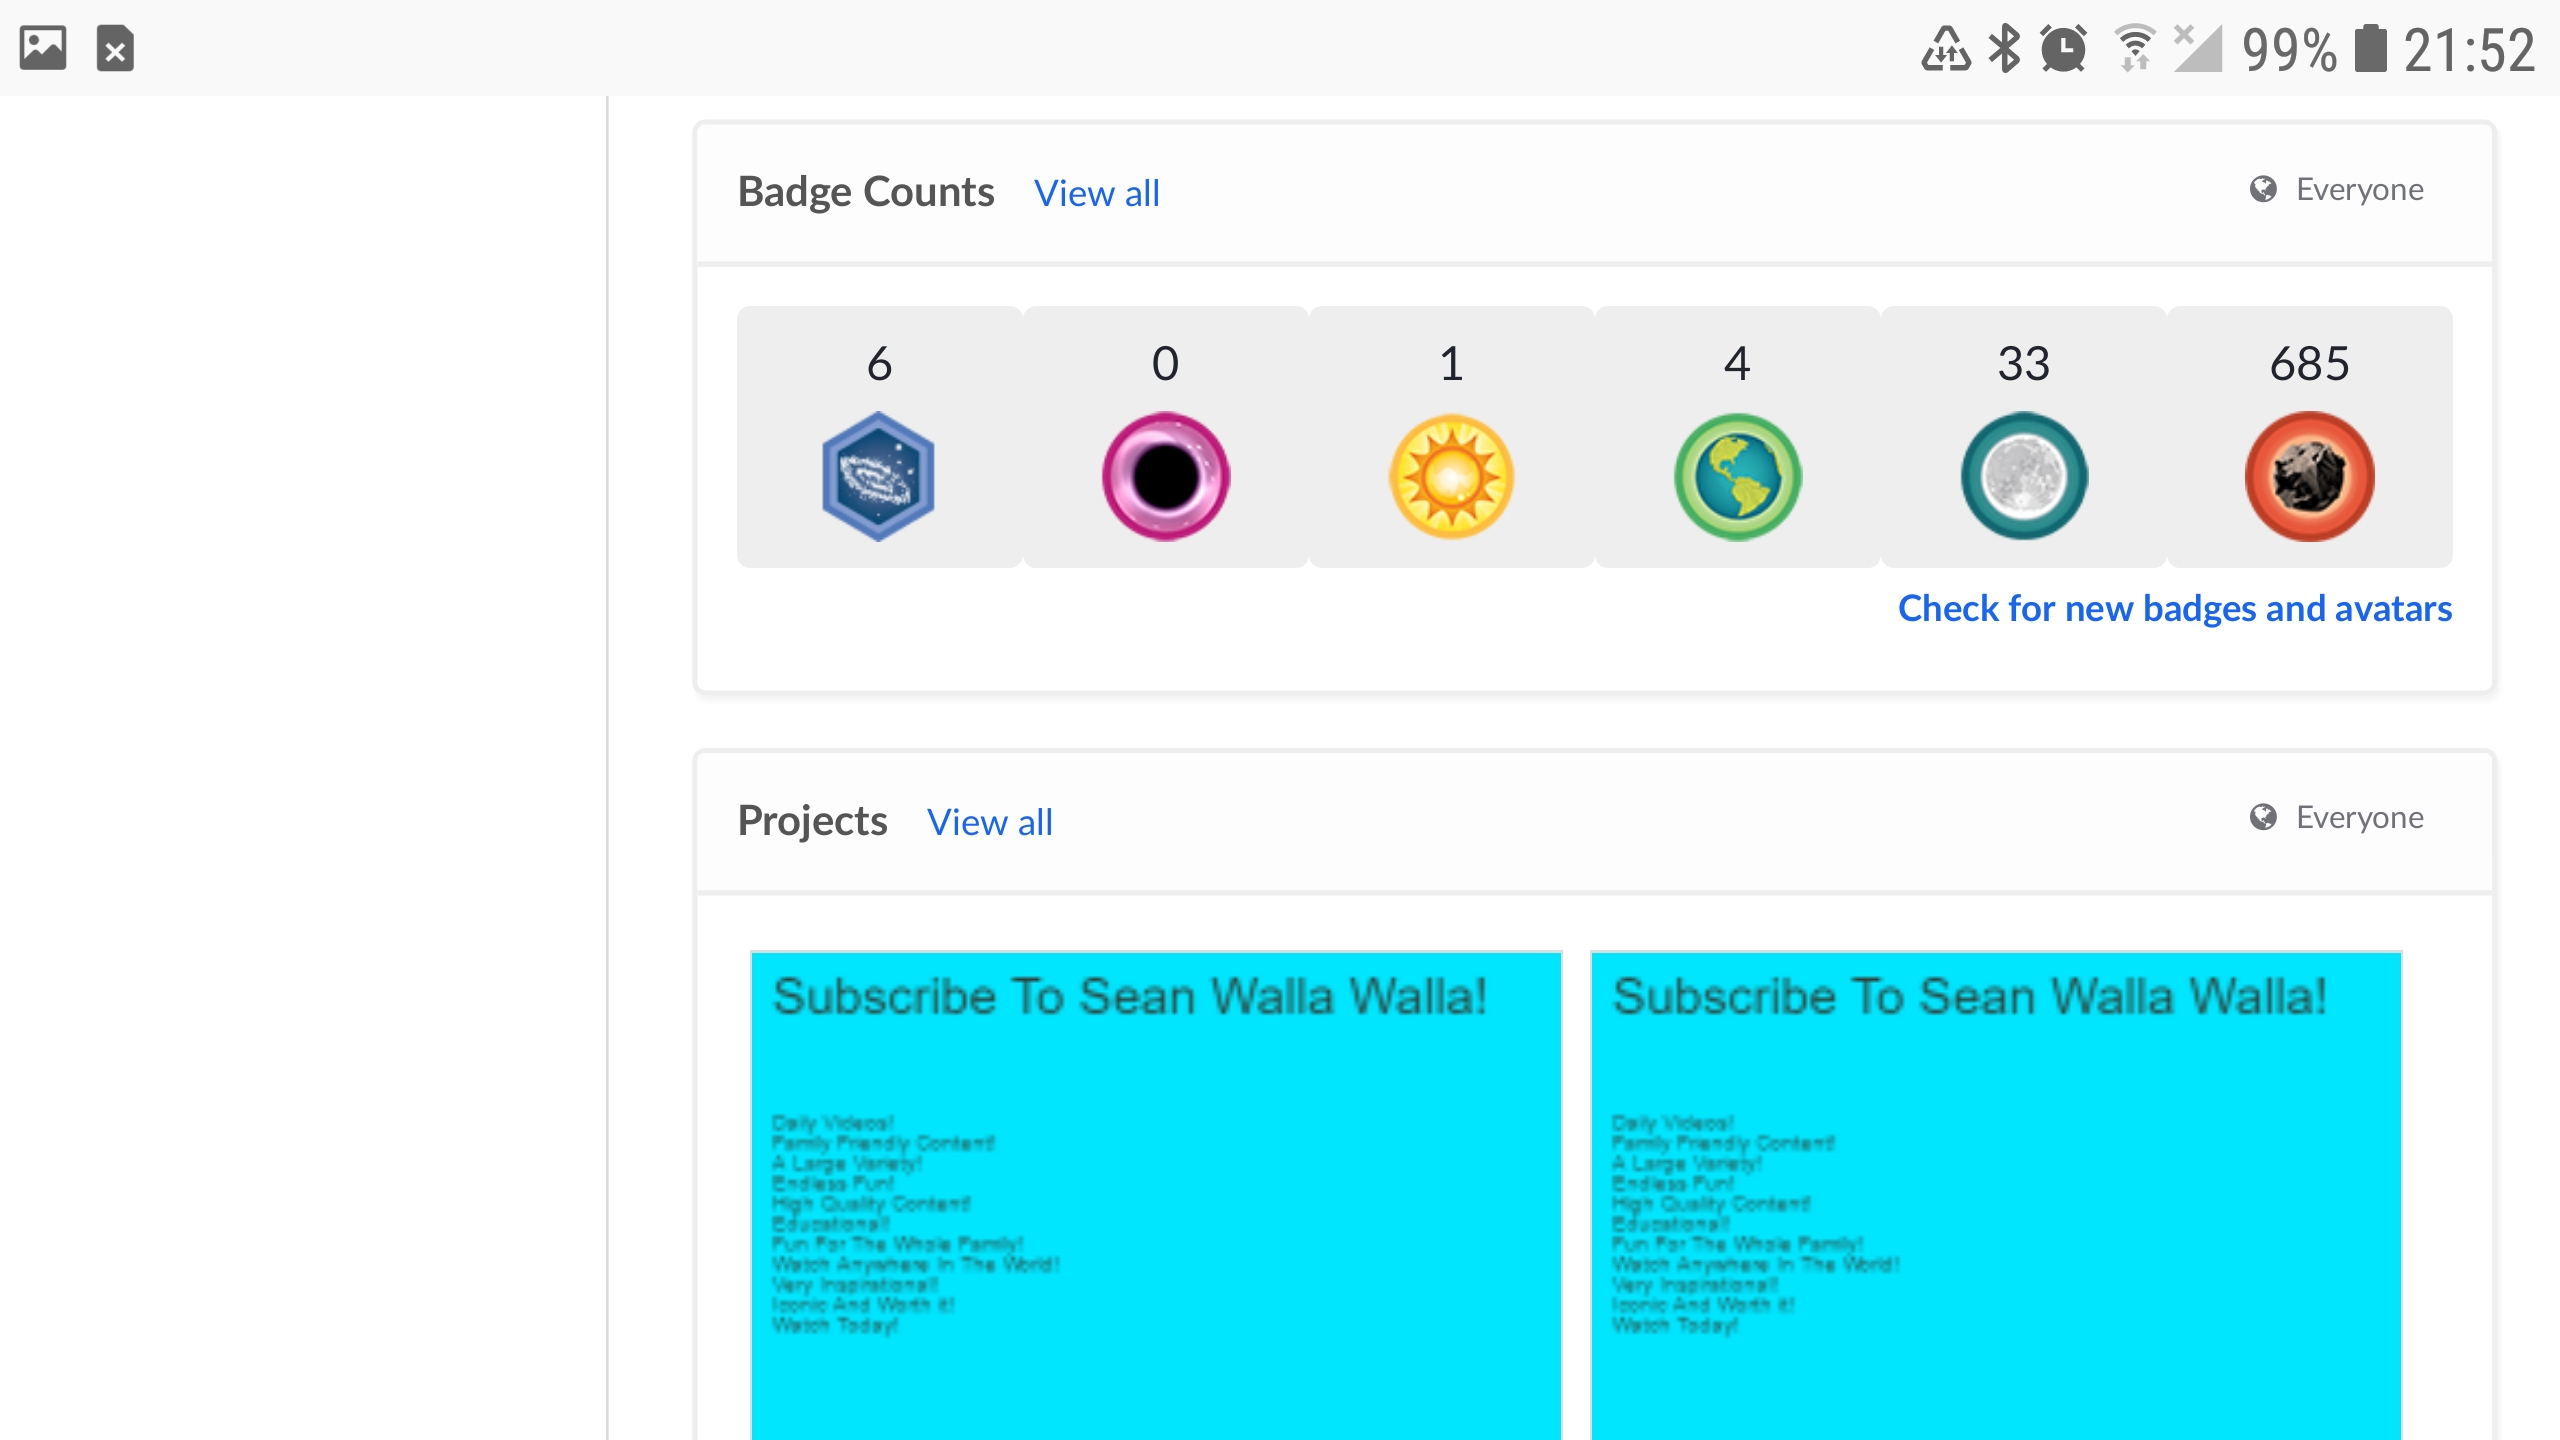 99% 21:52
Badge Counts View all Everyone
6 0 1 4 33 685
Check for new badges and avatars
Projects View all Everyone
Subscribe To Sean Walla Walla!
Daily Videos!
Family Friendly Content!
A Large Variety!
Endless Fun!
High Quality Content!
Educational!
Fun For The Whole Family!
Watch Anywhere In The World!
Very Inspirational!
Iconic And Worth It!
Watch Today!
Subscribe To Sean Walla Walla!
Daily Videos!
Family Friendly Content!
A Large Variety!
Endless Fun!
High Quality Content!
Educational!
Fun For The Whole Family!
Watch Anywhere In The World!
Very Inspirational!
Iconic And Worth It!
Watch Today!